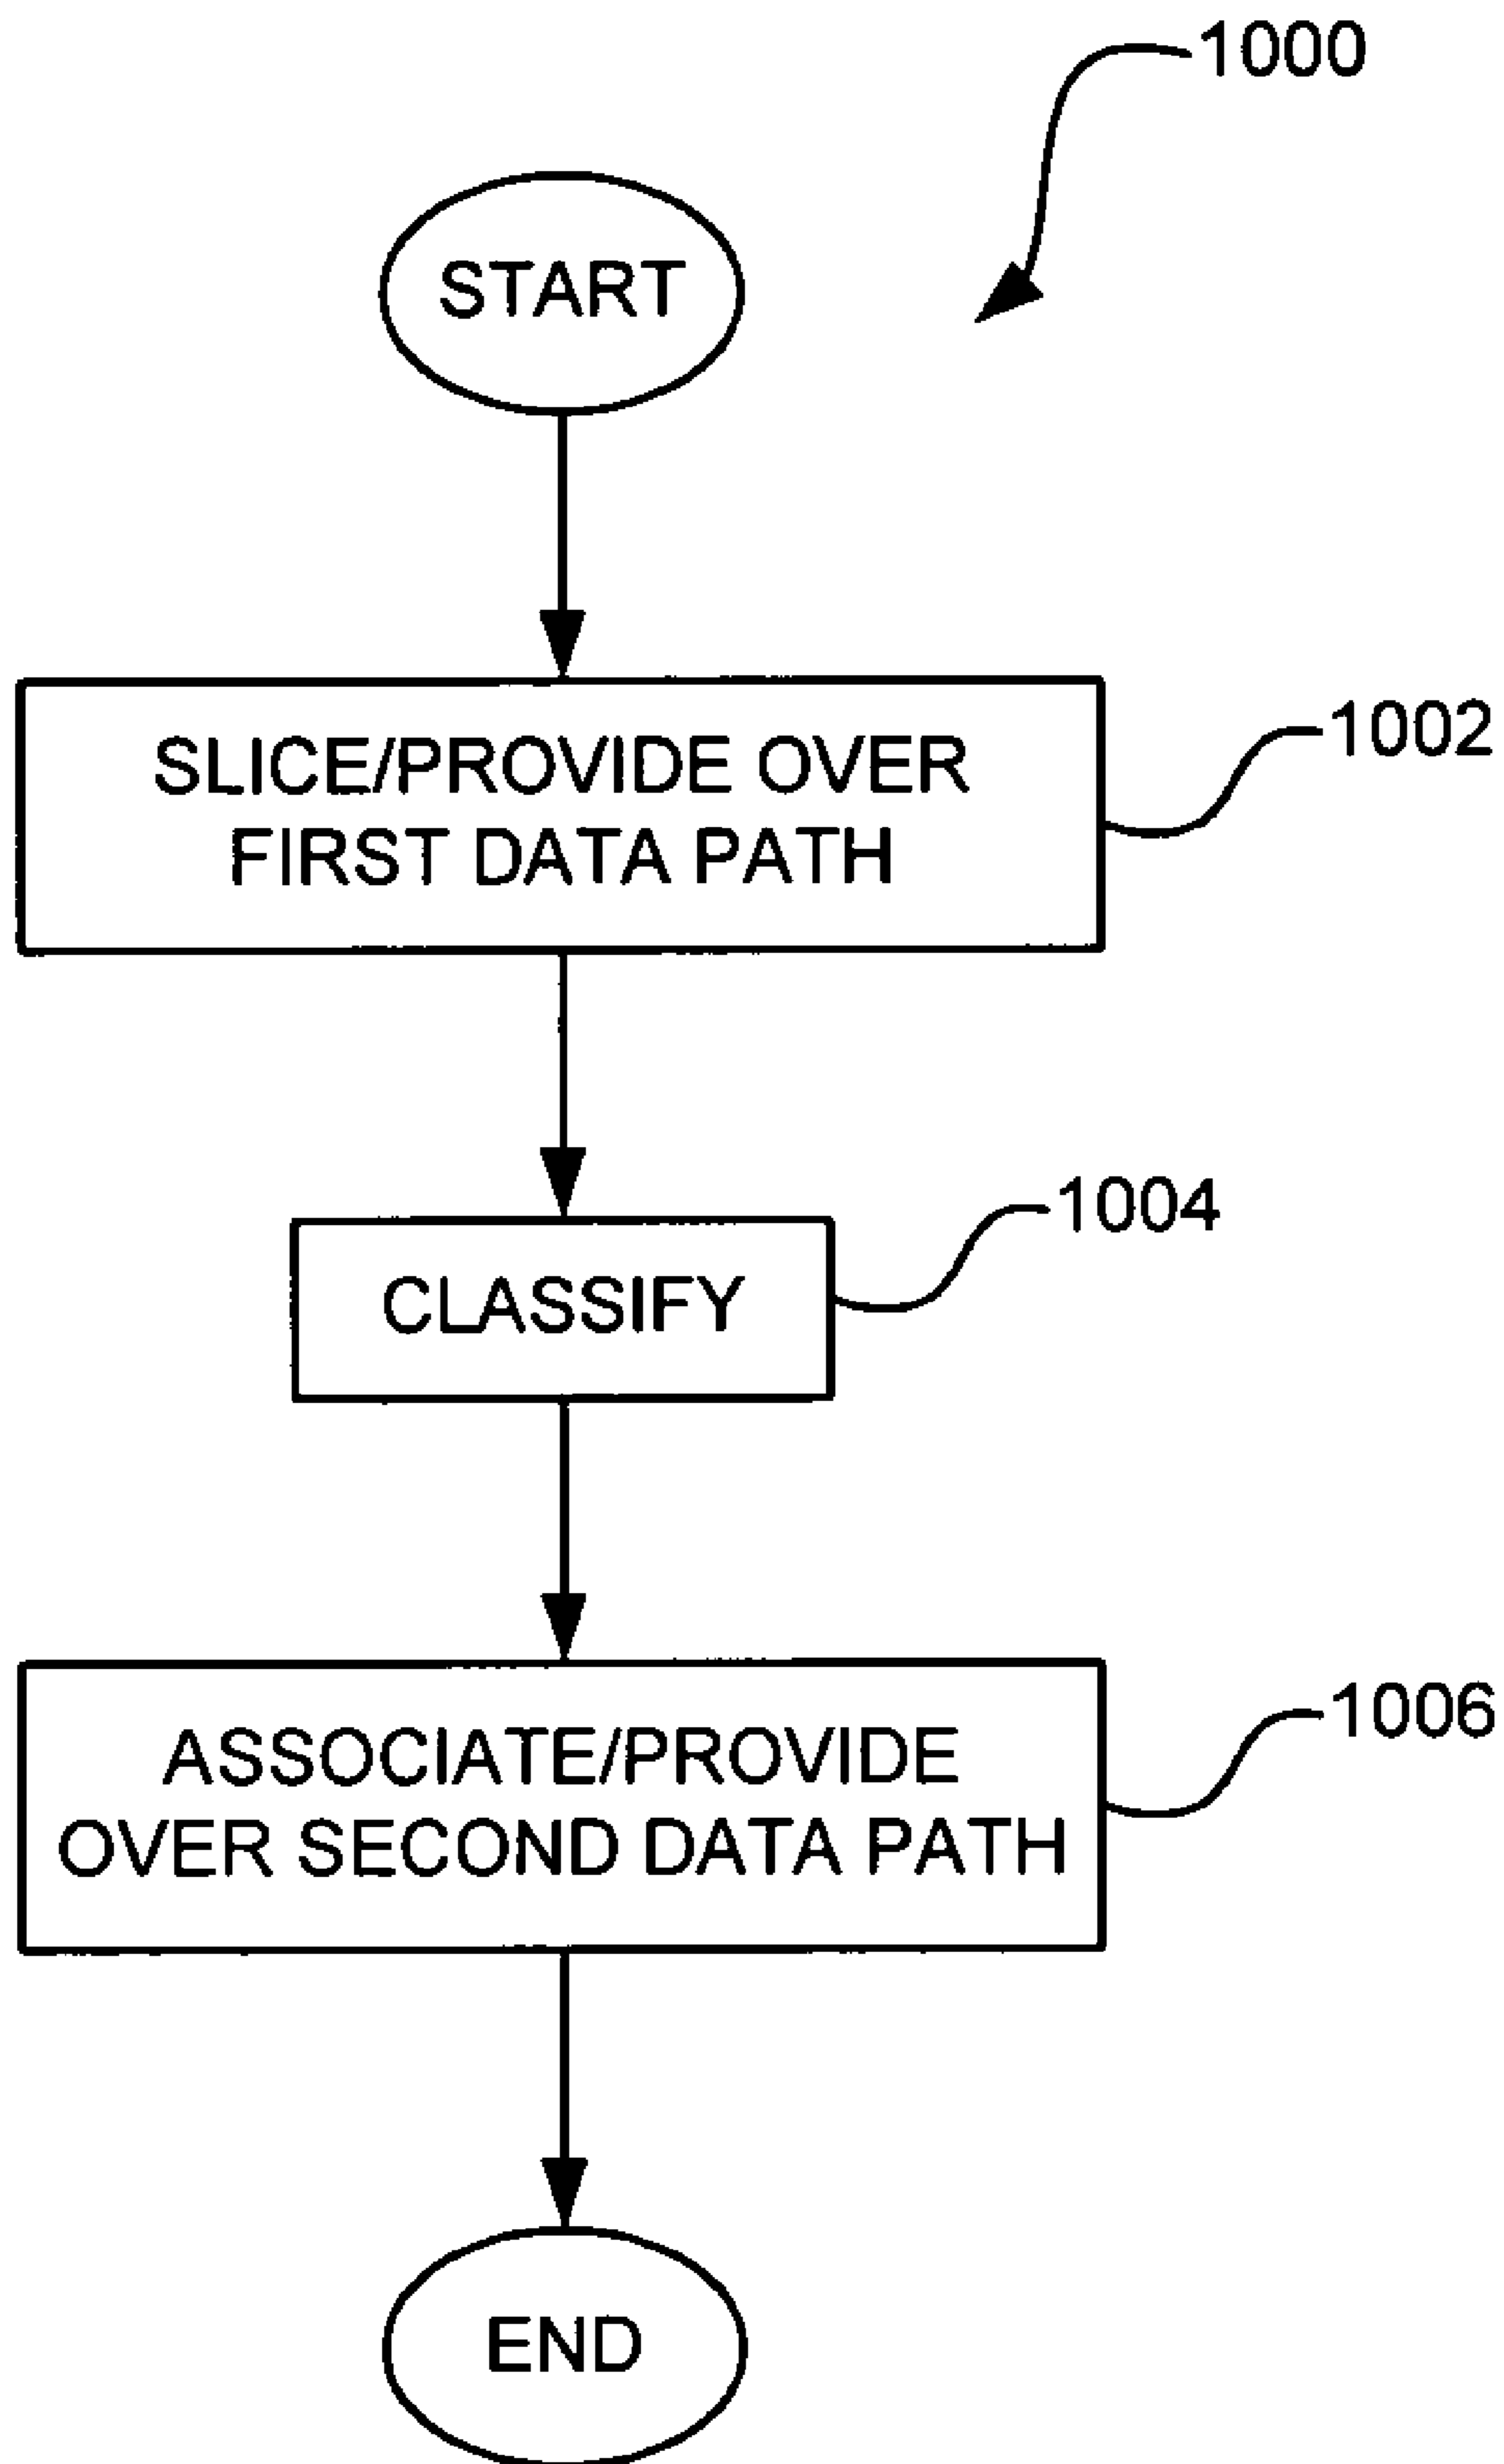 1000
START
SLICE/PROVIDE OVER
FIRST DATA PATH
1002
CLASSIFY
1004
ASSOCIATE/PROVIDE
OVER SECOND DATA PATH
1006
END